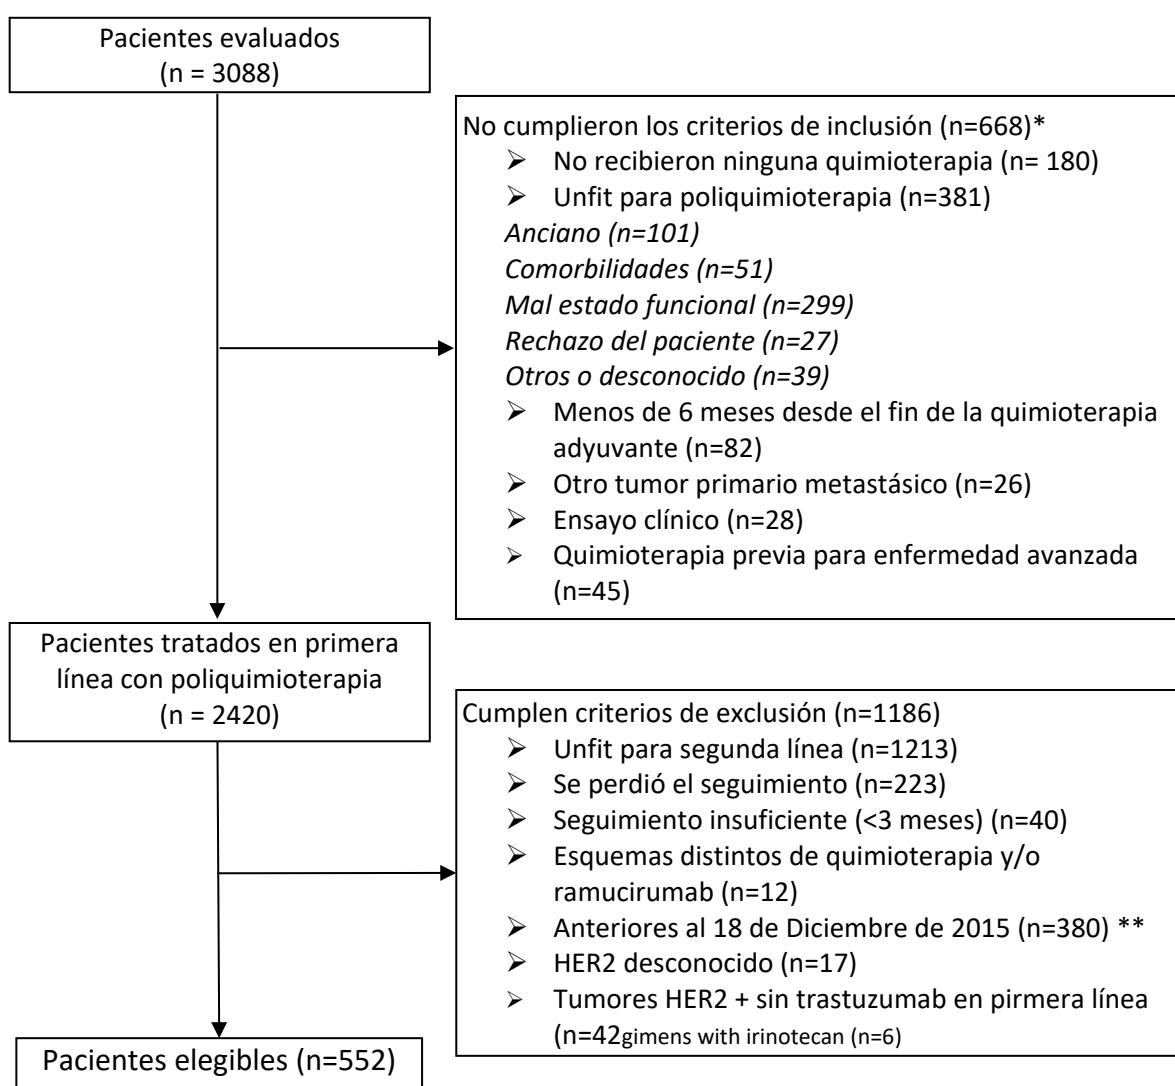 Pacientes evaluados
(n = 3088)
No cumplieron los criterios de inclusión (n=668)*
➢ No recibieron ninguna quimioterapia (n= 180)
➢ Unfit para poliquimioterapia (n=381)
Anciano (n=101)
Comorbilidades (n=51)
Mal estado funcional (n=299)
Rechazo del paciente (n=27)
Otros o desconocido (n=39)
➢ Menos de 6 meses desde el fin de la quimioterapia
adyuvante (n=82)
➢ Otro tumor primario metastásico (n=26)
➢ Ensayo clínico (n=28)
➢ Quimioterapia previa para enfermedad avanzada
(n=45)
Pacientes tratados en primera
línea con poliquimioterapia
(n = 2420)
Cumplen criterios de exclusión (n=1186)
➢ Unfit para segunda línea (n=1213)
➢ Se perdió el seguimiento (n=223)
➢ Seguimiento insuficiente (<3 meses) (n=40)
➢ Esquemas distintos de quimioterapia y/o
ramucirumab (n=12)
➢ Anteriores al 18 de Diciembre de 2015 (n=380) **
➢ HER2 desconocido (n=17)
➢ Tumores HER2 + sin trastuzumab en pirmera línea
(n=42gimens with irinotecan (n=6)
Pacientes elegibles (n=552)